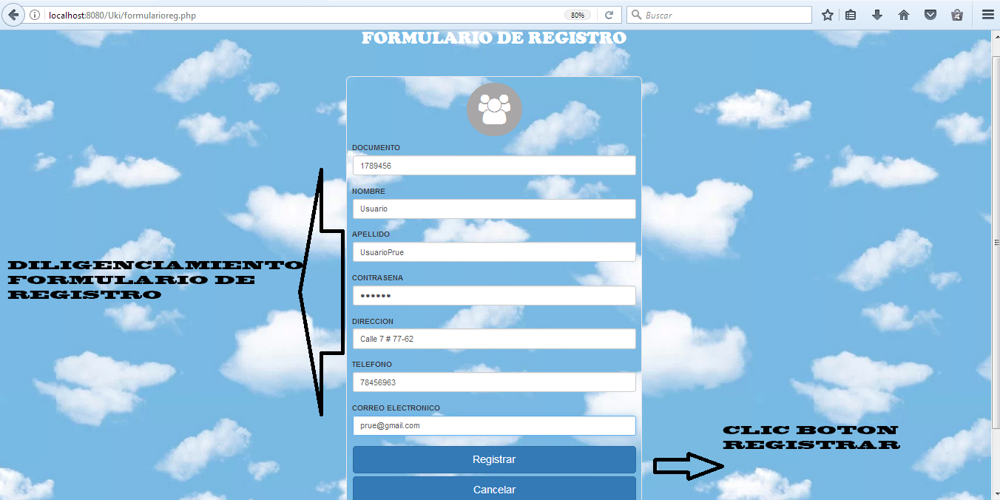 localhost:8080/Uki/formularioreg.php
80%
Buscar
FORMULARIO DE REGISTRO
DOCUMENTO
1789456
NOMBRE
Usuario
APELLIDO
UsuarioPrue
CONTRASENA
••••••
DIRECCION
Calle 7 # 77-62
TELEFONO
78456963
CORREO ELECTRONICO
prue@gmail.com
Registrar
Cancelar
DILIGENCIAMIENTO
FORMULARIO DE
REGISTRO
CLIC BOTON
REGISTRAR